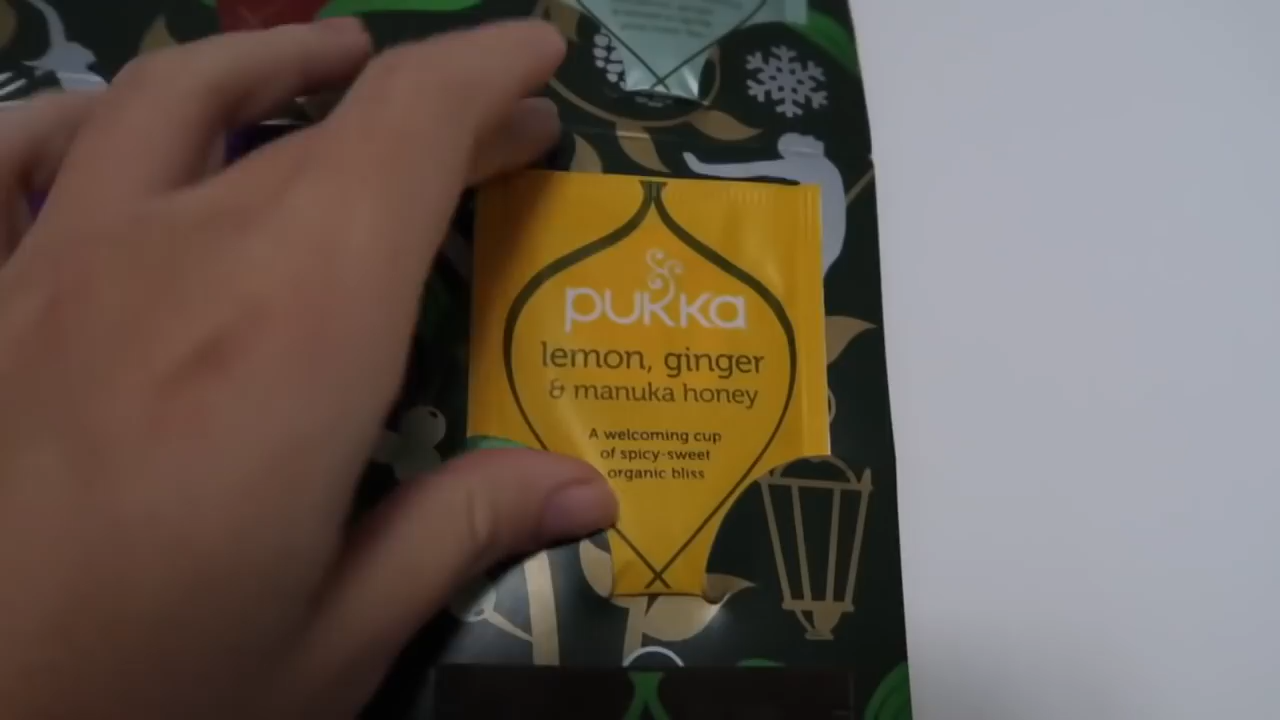 pukka
lemon, ginger
& manuka honey
A welcoming cup
of spicy-sweet
organic bliss